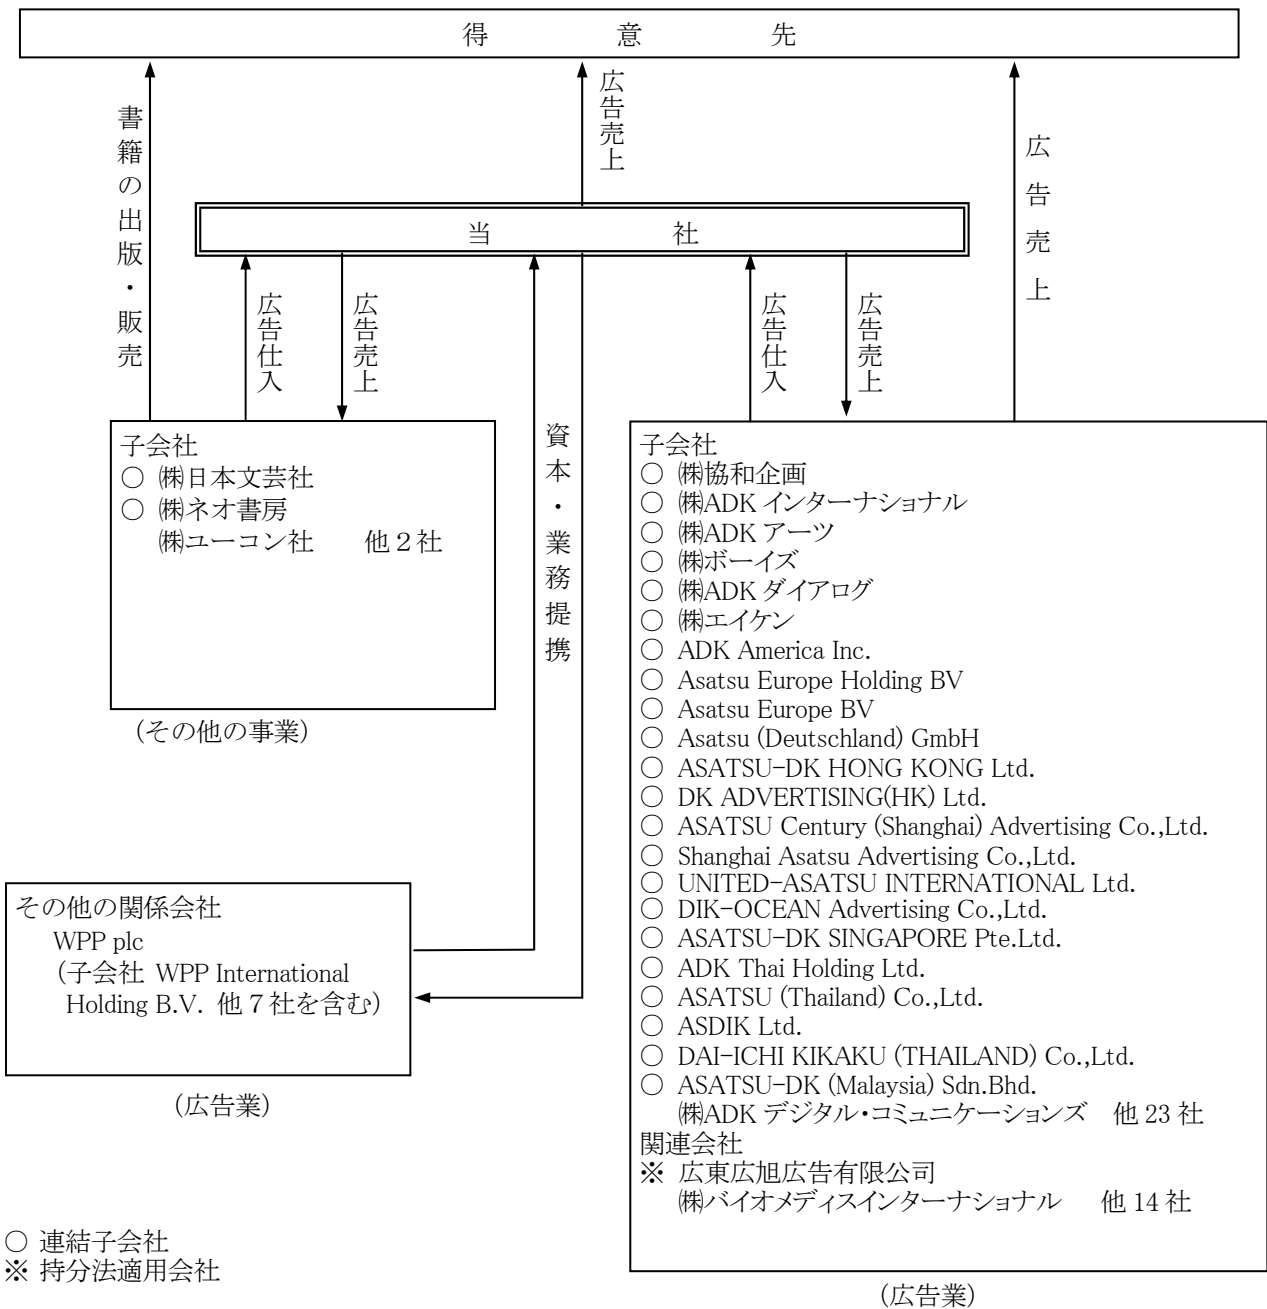 得意先
書籍の出版・販売
広告売上
広告売上
当社
広告仕入
広告売上
資本・業務提携
広告仕入
広告売上
子会社
○ ㈱日本文芸社
○ ㈱ネオ書房
㈱ユーコン社 他２社
(その他の事業)
その他の関係会社
WPP plc
(子会社 WPP International
Holding B.V. 他７社を含む)
(広告業)
子会社
○ ㈱協和企画
○ ㈱ADK インターナショナル
○ ㈱ADK アーツ
○ ㈱ボーイズ
○ ㈱ADK ダイアログ
○ ㈱エイケン
○ ADK America Inc.
○ Asatsu Europe Holding BV
○ Asatsu Europe BV
○ Asatsu (Deutschland) GmbH
○ ASATSU-DK HONG KONG Ltd.
○ DK ADVERTISING(HK) Ltd.
○ ASATSU Century (Shanghai) Advertising Co.,Ltd.
○ Shanghai Asatsu Advertising Co.,Ltd.
○ UNITED-ASATSU INTERNATIONAL Ltd.
○ DIK-OCEAN Advertising Co.,Ltd.
○ ASATSU-DK SINGAPORE Pte.Ltd.
○ ADK Thai Holding Ltd.
○ ASATSU (Thailand) Co.,Ltd.
○ ASDIK Ltd.
○ DAI-ICHI KIKAKU (THAILAND) Co.,Ltd.
○ ASATSU-DK (Malaysia) Sdn.Bhd.
㈱ADK デジタル・コミュニケーションズ 他 23 社
関連会社
※ 広東広旭広告有限公司
㈱バイオメディスインターナショナル 他 14 社
(広告業)
○ 連結子会社
※ 持分法適用会社